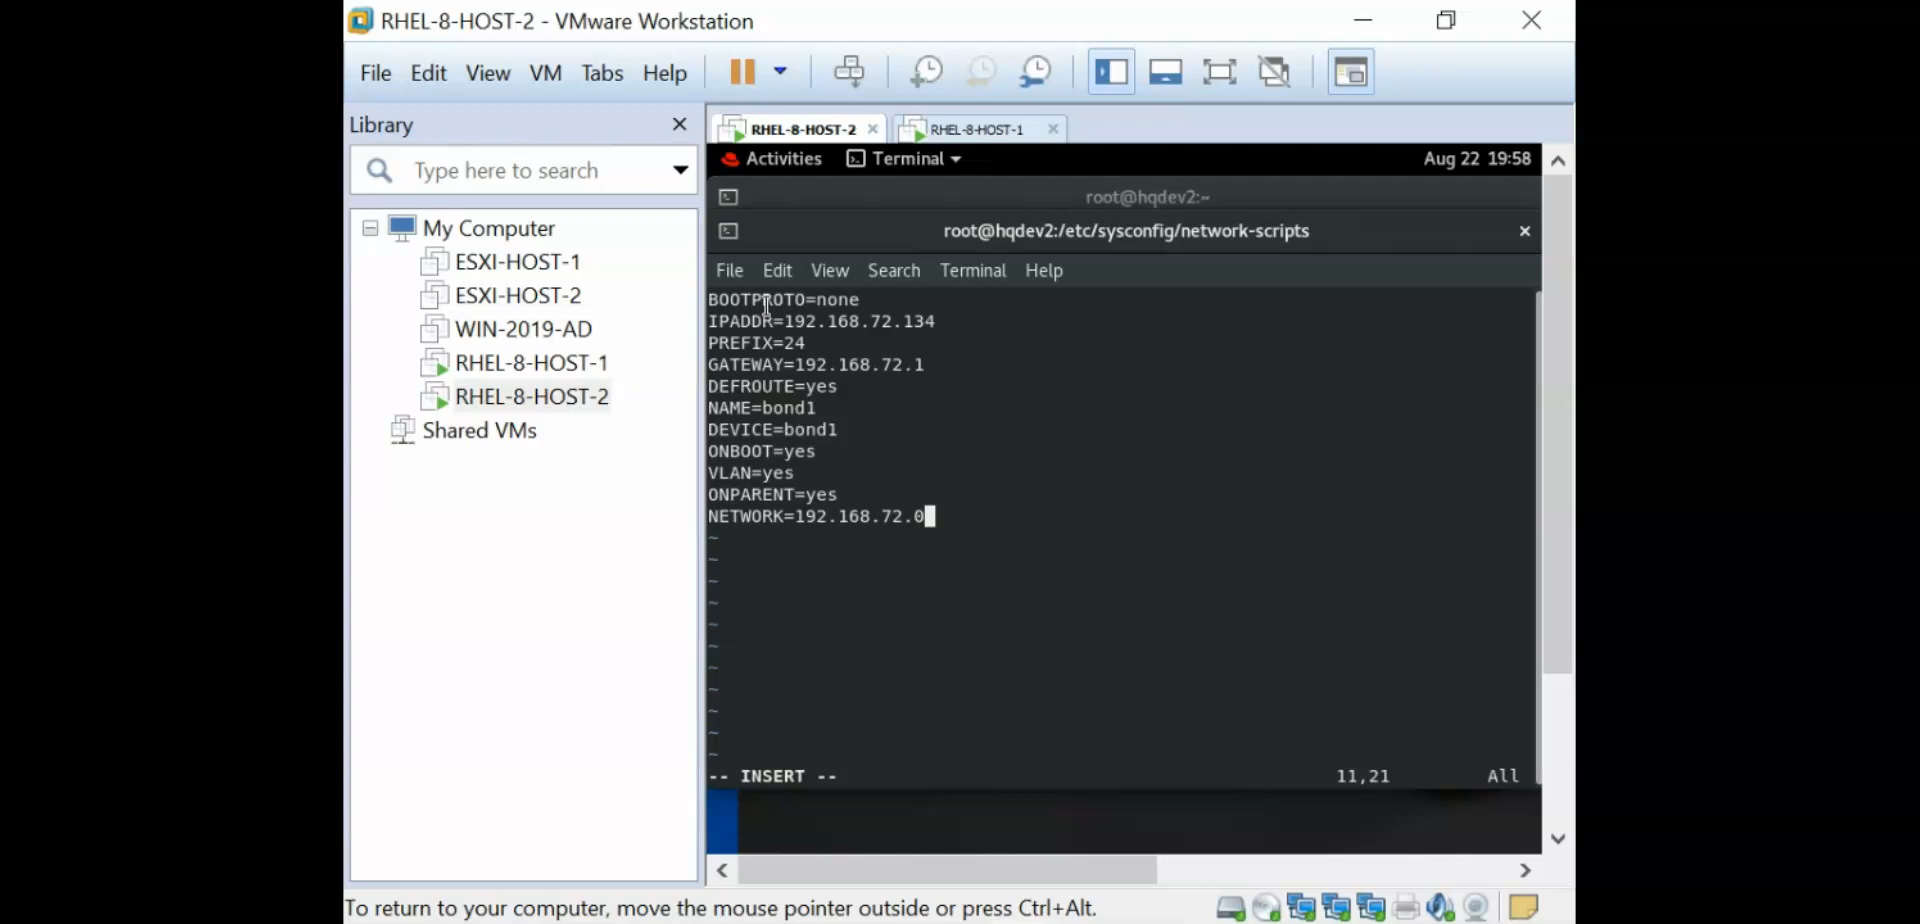 RHEL-8-HOST-2 - VMware Workstation
File Edit View VM Tabs Help
Library
Type here to search
My Computer
ESXI-HOST-1
ESXI-HOST-2
WIN-2019-AD
RHEL-8-HOST-1
RHEL-8-HOST-2
Shared VMs
RHEL-8-HOST-2 RHEL-8-HOST-1
Activities Terminal Aug 22 19:58
root@hqdev2:~
root@hqdev2:/etc/sysconfig/network-scripts
File Edit View Search Terminal Help
BOOTPROTO=none
IPADDR=192.168.72.134
PREFIX=24
GATEWAY=192.168.72.1
DEFROUTE=yes
NAME=bond1
DEVICE=bond1
ONBOOT=yes
VLAN=yes
ONPARENT=yes
NETWORK=192.168.72.0
~
~
~
~
~
~
~
~
~
~
~
-- INSERT -- 11,21 All
To return to your computer, move the mouse pointer outside or press Ctrl+Alt.